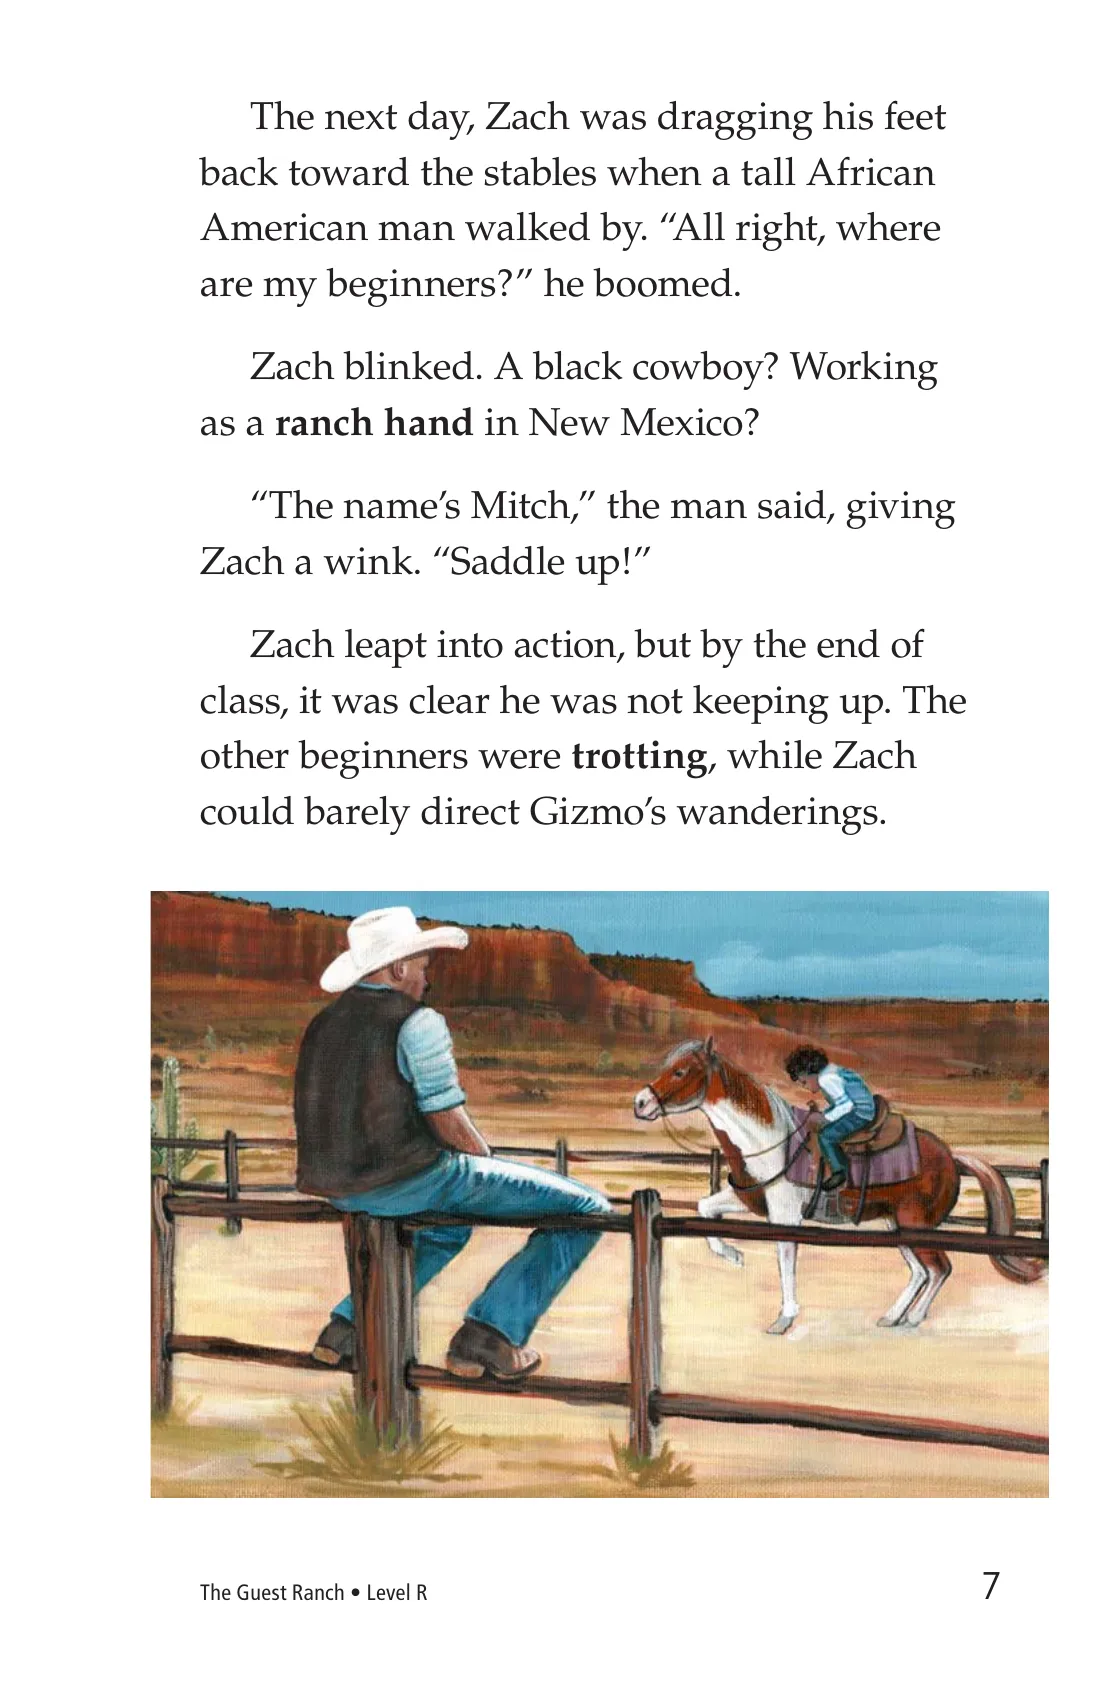 The next day, Zach was dragging his feet
back toward the stables when a tall African
American man walked by. “All right, where
are my beginners?” he boomed.
Zach blinked. A black cowboy? Working
as a ranch hand in New Mexico?
“The name’s Mitch,” the man said, giving
Zach a wink. “Saddle up!”
Zach leapt into action, but by the end of
class, it was clear he was not keeping up. The
other beginners were trotting, while Zach
could barely direct Gizmo’s wanderings.
The Guest Ranch • Level R
7